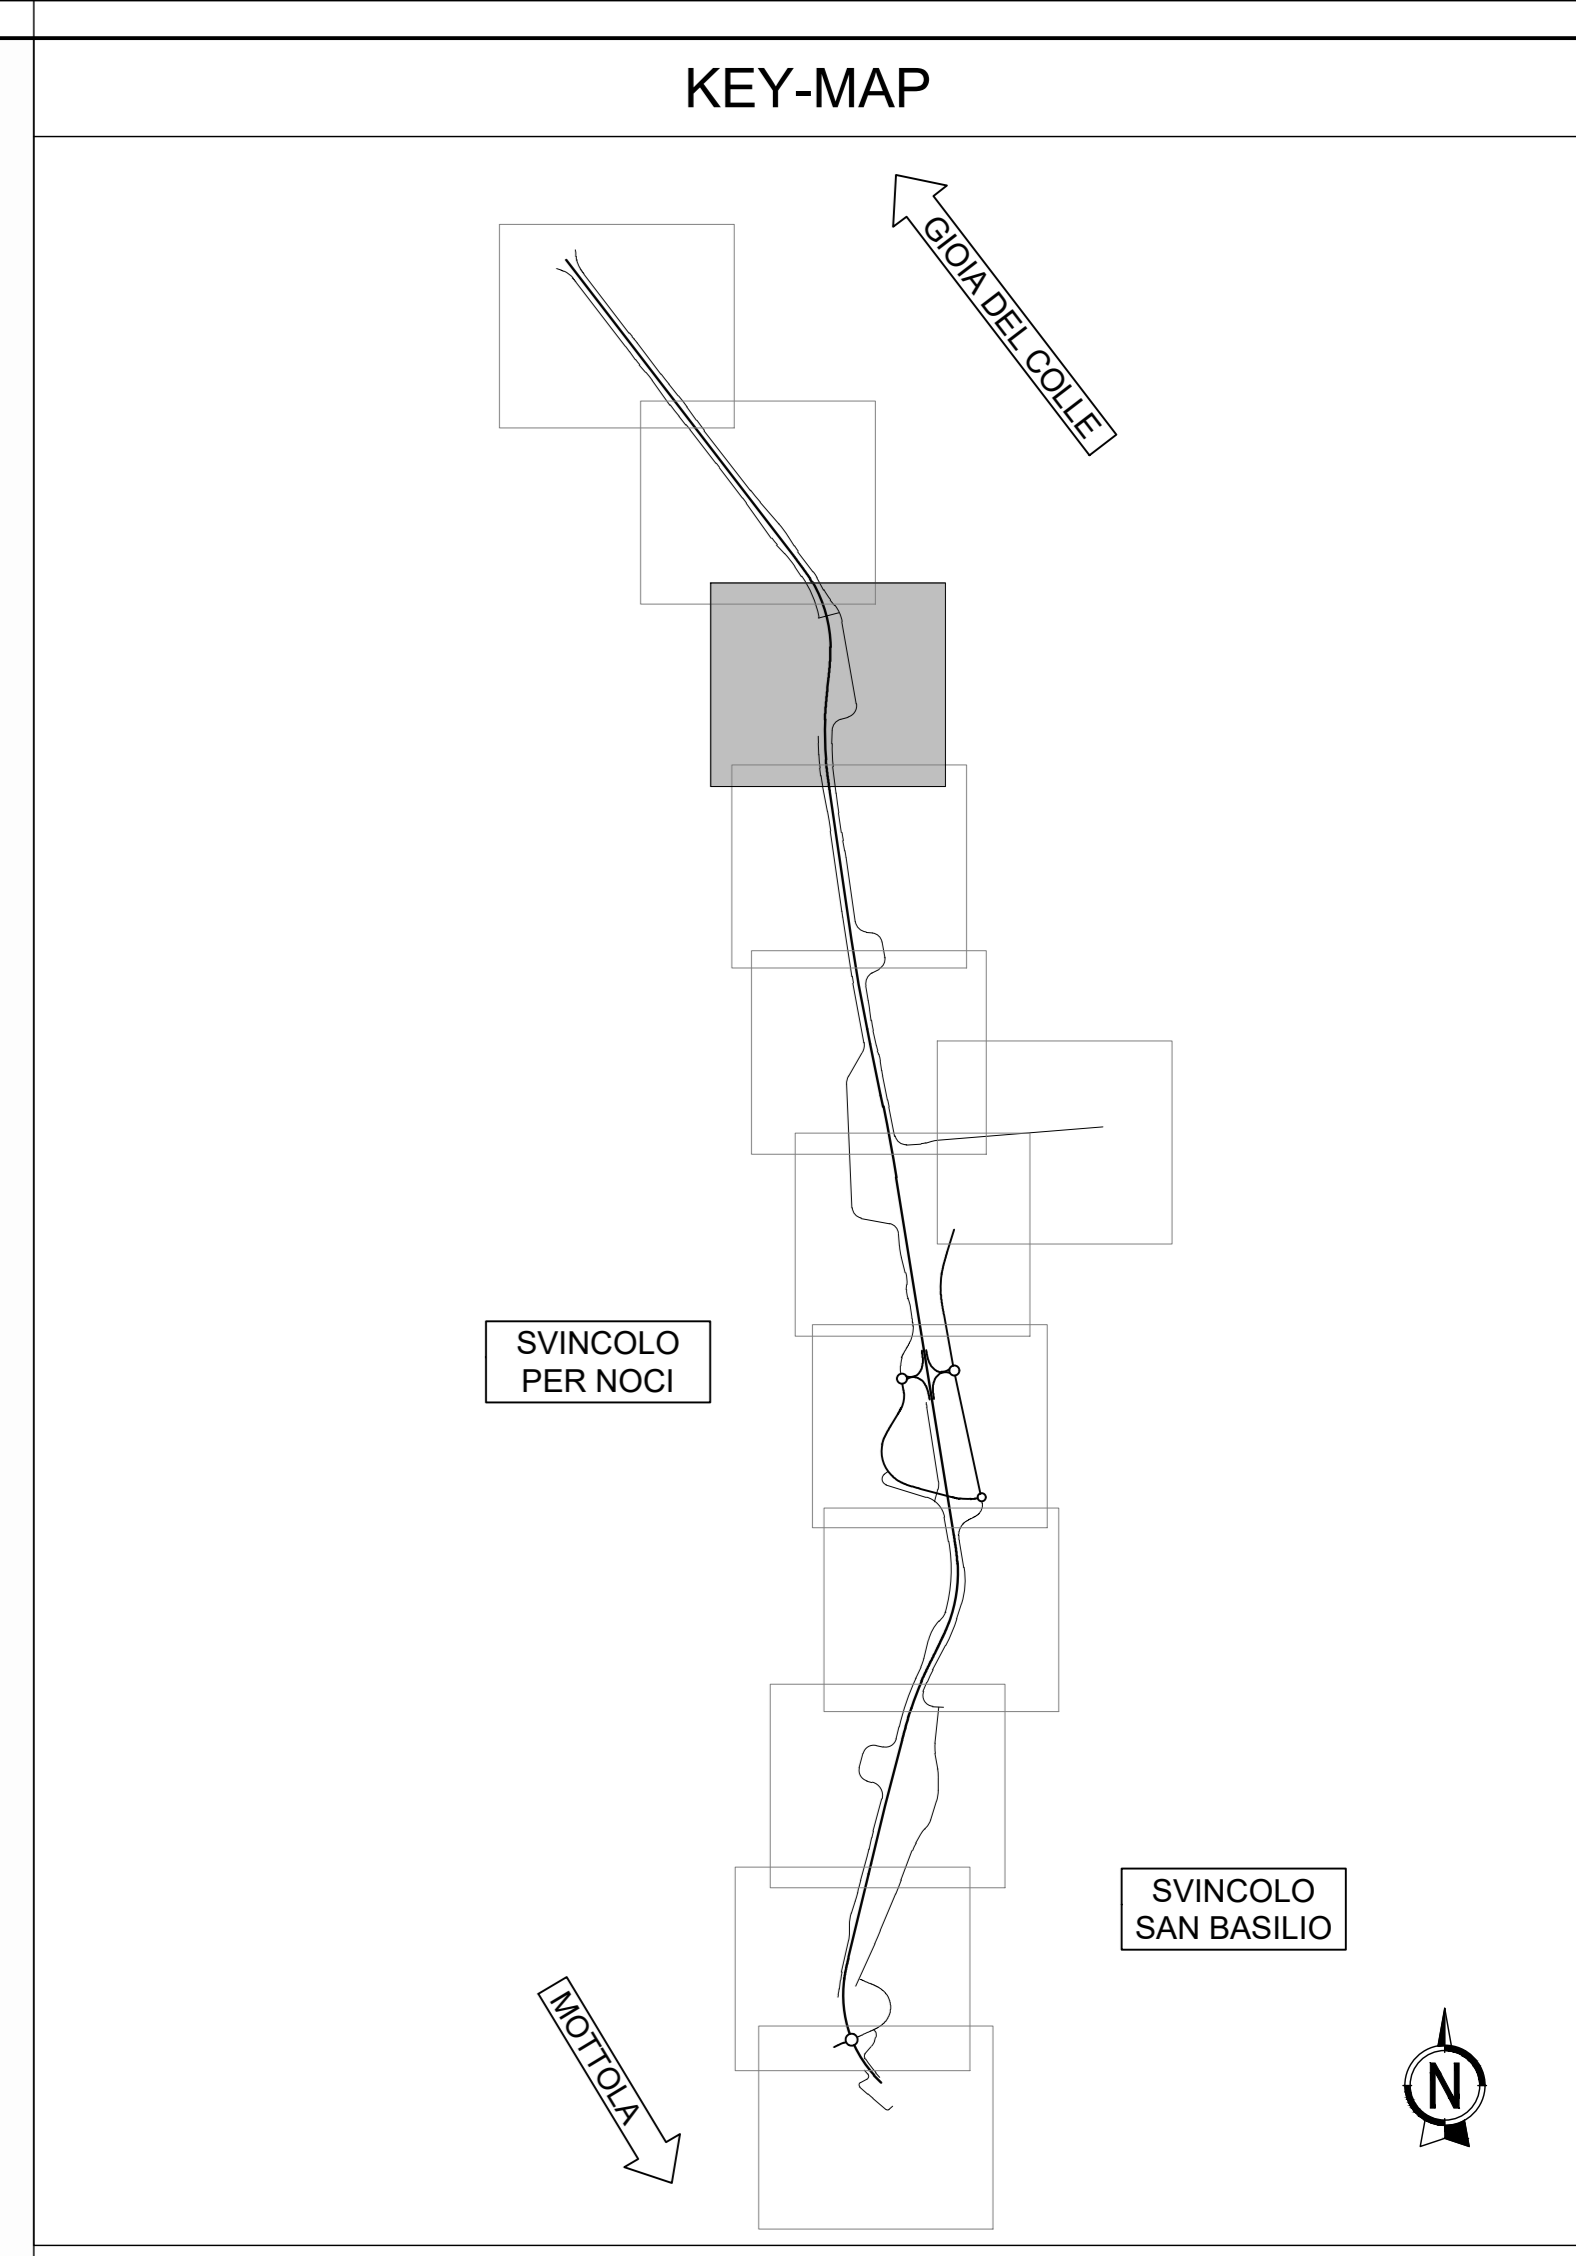 KEY-MAP
GIOIA DEL COLLE
SVINCOLO
PER NOCI
SVINCOLO
SAN BASILIO
MOTTOLA
N